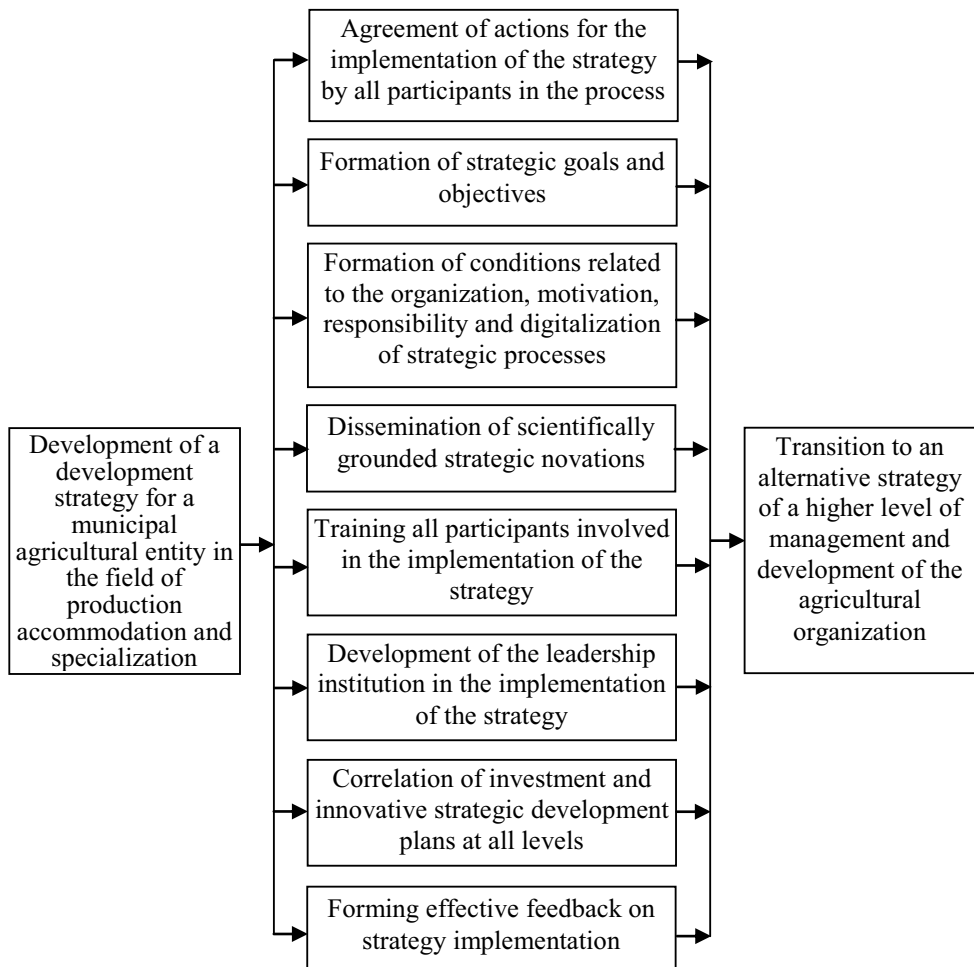 Agreement of actions for the
implementation of the strategy
by all participants in the process
Formation of strategic goals and
objectives
Formation of conditions related
to the organization, motivation,
responsibility and digitalization
of strategic processes
Dissemination of scientifically
grounded strategic novations
Development of a
development
strategy for a
municipal
agricultural entity in
the field of
production
accommodation and
specialization
Training all participants involved
in the implementation of the
strategy
Development of the leadership
institution in the implementation
of the strategy
Correlation of investment and
innovative strategic development
plans at all levels
Forming effective feedback on
strategy implementation
Transition to an
alternative strategy
of a higher level of
management and
development of the
agricultural
organization